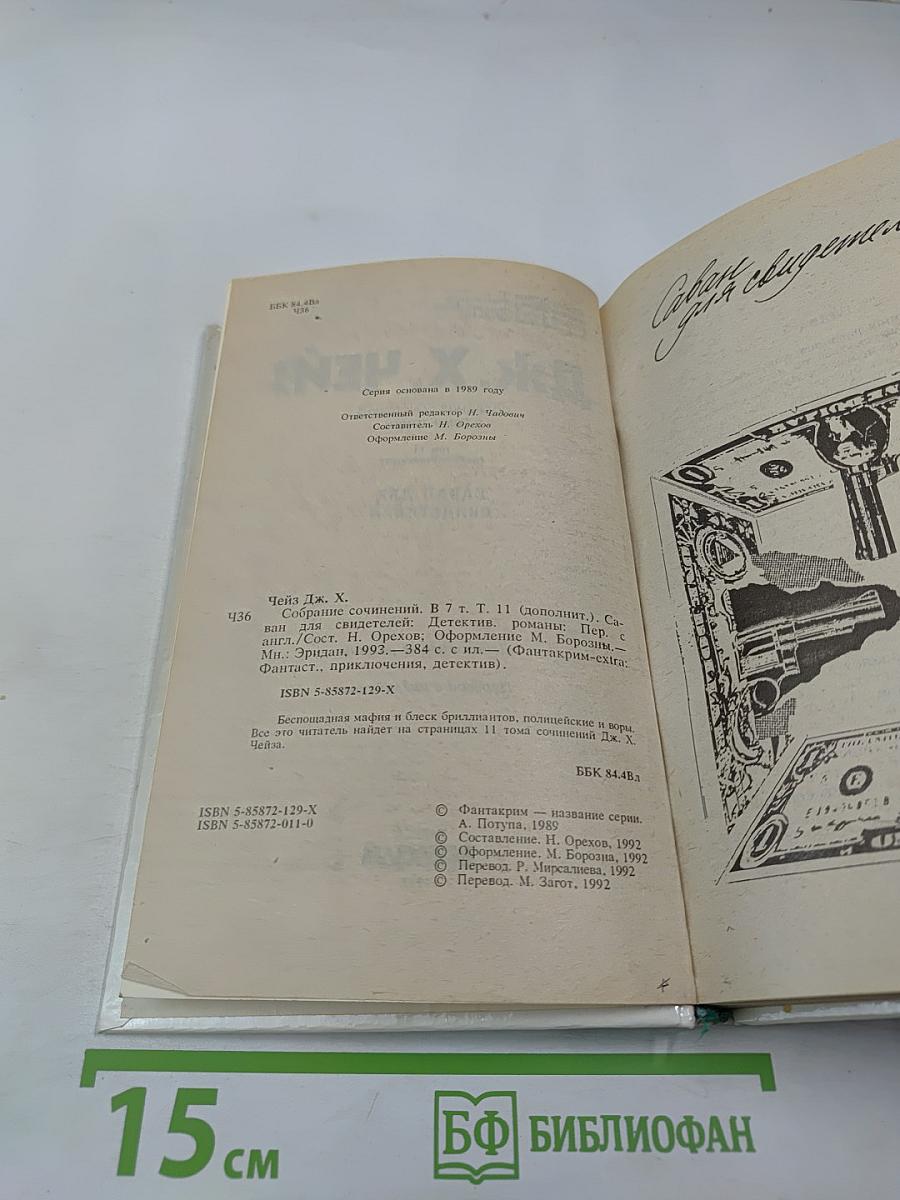 ББК 84.4Вл
Ч36
Серия основана в 1989 году
Ответственный редактор Н. Чадович
Составитель Н. Орехов
Оформление М. Борозны
Чейз Дж. Х.
Ч36 Собрание сочинений. В 7 т. Т. 11 (дополнит.). Са-
ван для свидетелей: Детектив. романы: Пер. с
англ./Сост. Н. Орехов; Оформление М. Борозны.—
Мн.: Эридан, 1993.—384 с. с ил.— (Фантакрим-extra:
Фантаст., приключения, детектив).
ISBN 5-85872-129-X
Беспощадная мафия и блеск бриллиантов, полицейские и воры.
Все это читатель найдет на страницах 11 тома сочинений Дж. Х.
Чейза.
ББК 84.4Вл
ISBN 5-85872-129-X
ISBN 5-85872-011-0
© Фантакрим — название серии.
А. Потупа, 1989
© Составление. Н. Орехов, 1992
© Оформление. М. Борозна, 1992
© Перевод. Р. Мирсалиева, 1992
© Перевод. М. Загот, 1992
Саван
для свидетел
15 см
БФ БИБЛИОФАН